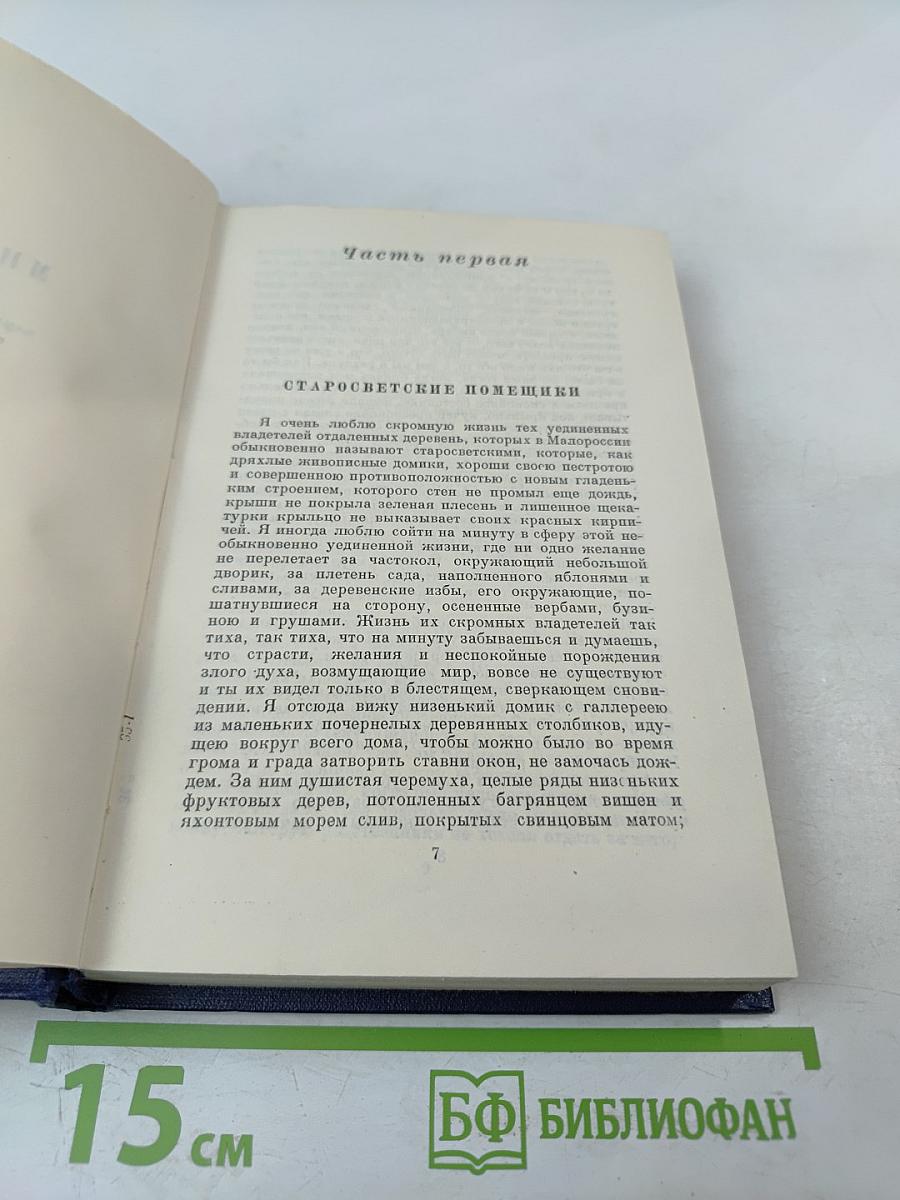 Часть первая
СТАРОСВЕТСКИЕ ПОМЕЩИКИ
Я очень люблю скромную жизнь тех уединенных
владетелей отдаленных деревень, которых в Малороссии
обыкновенно называют старосветскими, которые, как
дряхлые живописные домики, хороши своею пестротою
и совершенною противоположностью с новым гладень-
ким строением, которого стен не промыл еще дождь,
крыши не покрыла зеленая плесень и лишенное щека-
турки крыльцо не выказывает своих красных кирпи-
чей. Я иногда люблю сойти на минуту в сферу этой не-
обыкновенно уединенной жизни, где ни одно желание
не перелетает за частокол, окружающий небольшой
дворик, за плетень сада, наполненного яблонями и
сливами, за деревенские избы, его окружающие, по-
шатнувшиеся на сторону, осененные вербами, бузи-
ною и грушами. Жизнь их скромных владетелей так
тиха, так тиха, что на минуту забываешься и думаешь,
что страсти, желания и неспокойные порождения
злого духа, возмущающие мир, вовсе не существуют
и ты их видел только в блестящем, сверкающем снови-
дении. Я отсюда вижу низенький домик с галлереею
из маленьких почернелых деревянных столбиков, иду-
щею вокруг всего дома, чтобы можно было во время
грома и града затворить ставни окон, не замочась дож-
дем. За ним душистая черемуха, целые ряды низеньких
фруктовых дерев, потопленных багрянцем вишен и
яхонтовым морем слив, покрытых свинцовым матом;
7
15 см
БФ БИБЛИОФАН